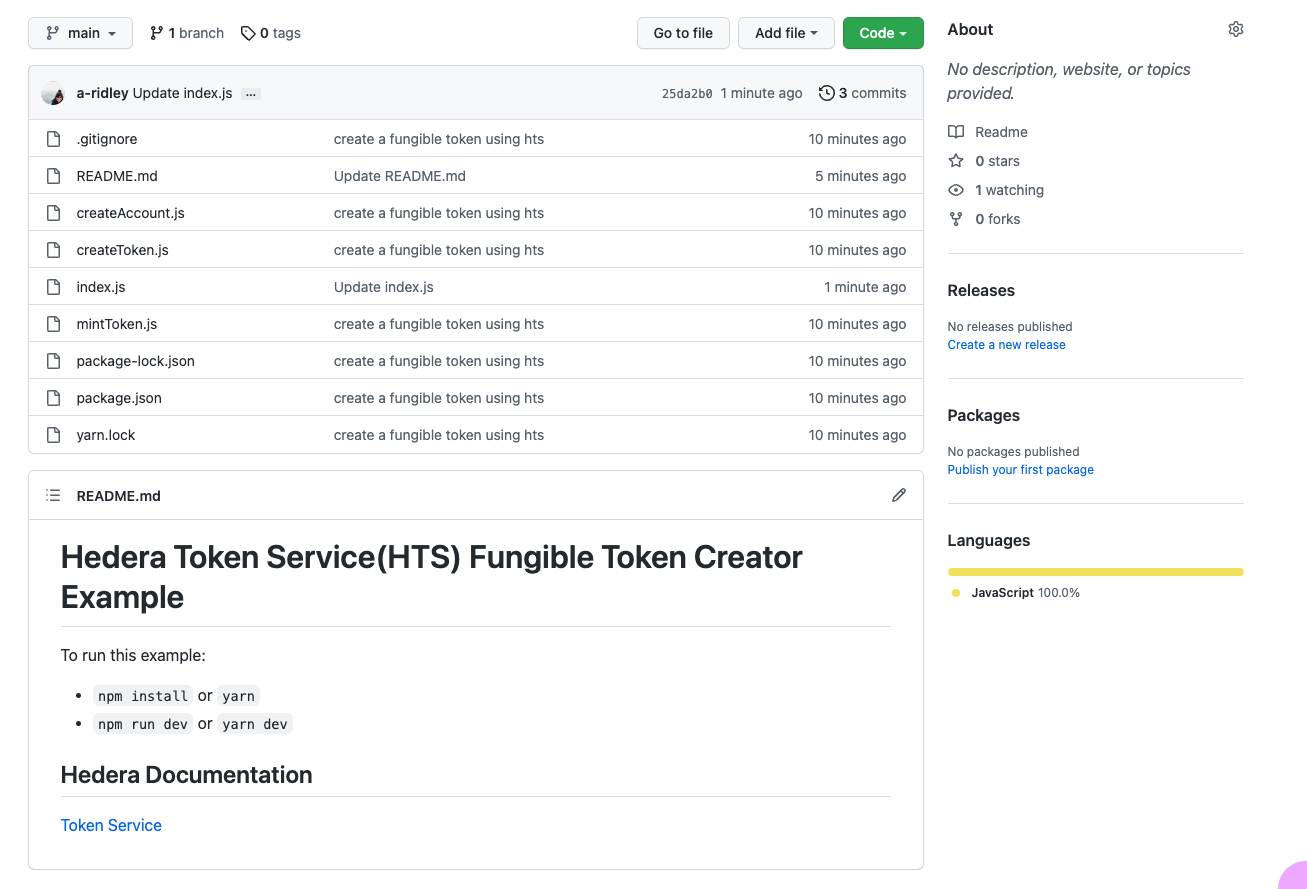 main
1 branch
0 tags
Go to file
Add file
Code
a-ridley Update index.js ... 25da2b0 1 minute ago 3 commits
.gitignore create a fungible token using hts 10 minutes ago
README.md Update README.md 5 minutes ago
createAccount.js create a fungible token using hts 10 minutes ago
createToken.js create a fungible token using hts 10 minutes ago
index.js Update index.js 1 minute ago
mintToken.js create a fungible token using hts 10 minutes ago
package-lock.json create a fungible token using hts 10 minutes ago
package.json create a fungible token using hts 10 minutes ago
yarn.lock create a fungible token using hts 10 minutes ago
README.md
Hedera Token Service(HTS) Fungible Token Creator
Example
To run this example:
• npm install or yarn
• npm run dev or yarn dev
Hedera Documentation
Token Service
About
No description, website, or topics
provided.
Readme
0 stars
1 watching
0 forks
Releases
No releases published
Create a new release
Packages
No packages published
Publish your first package
Languages
JavaScript 100.0%